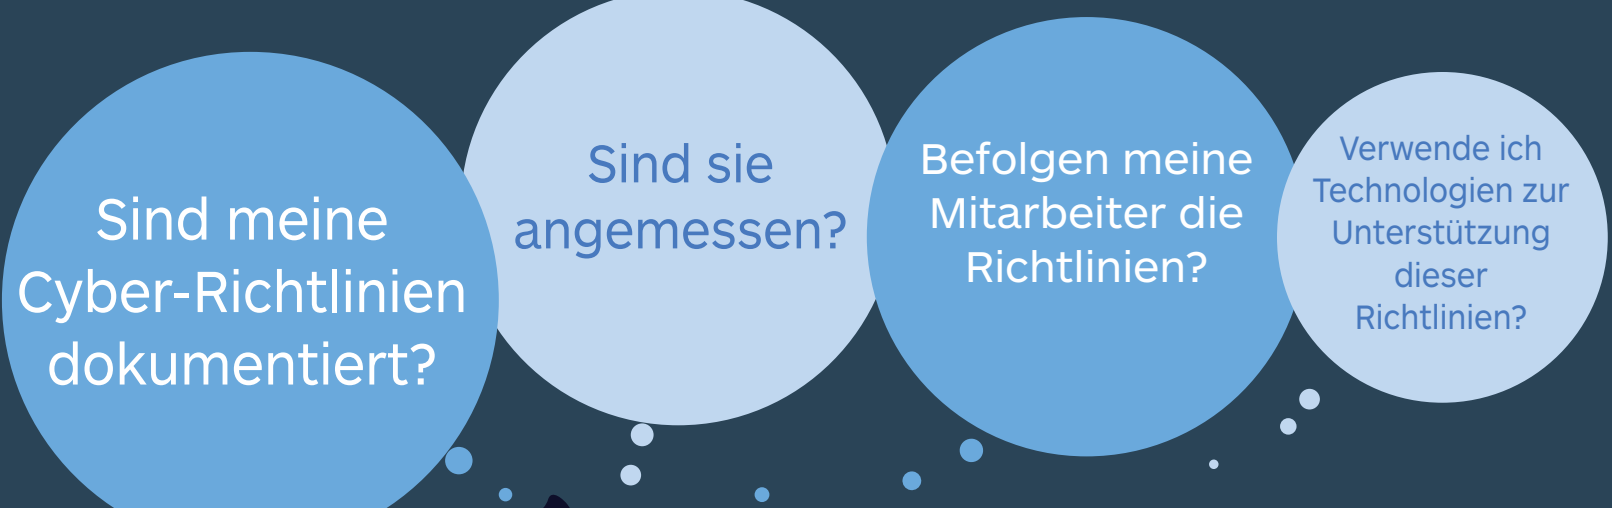 Sind meine
Cyber-Richtlinien
dokumentiert?
Sind sie
angemessen?
Befolgen meine
Mitarbeiter die
Richtlinien?
Verwende ich
Technologien zur
Unterstützung
dieser
Richtlinien?